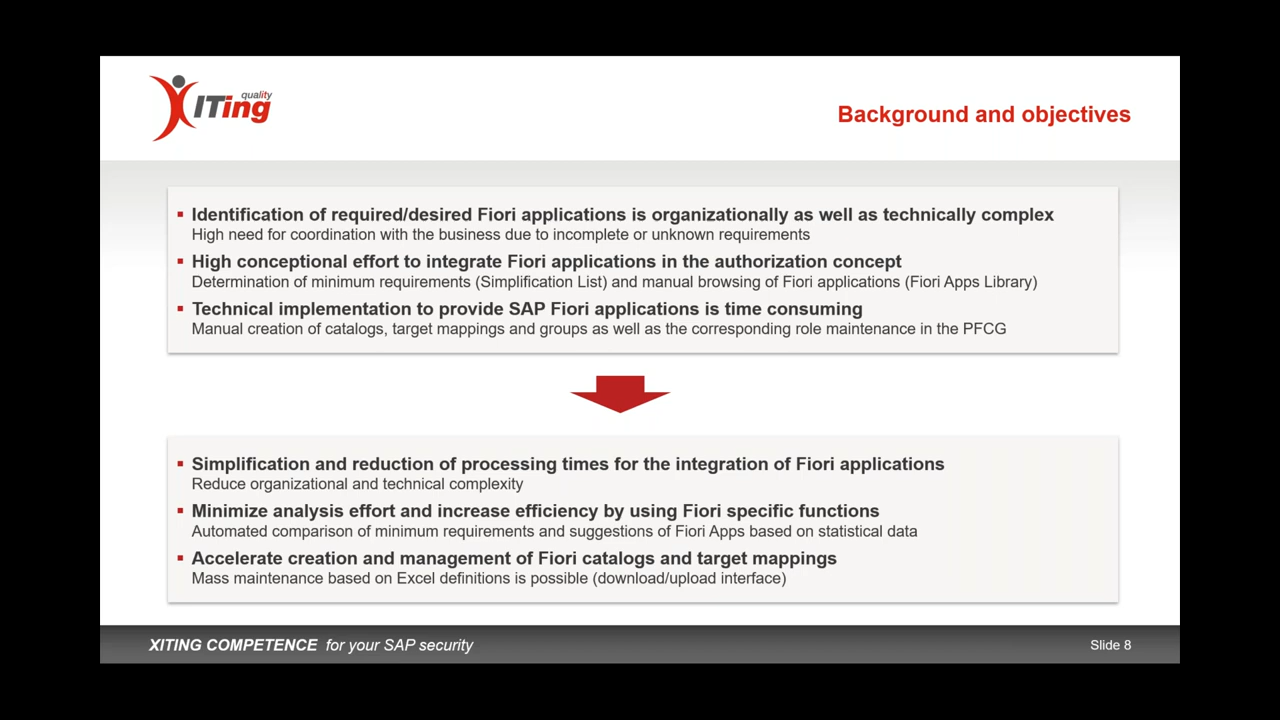 quality
XITing
Background and objectives
▪ Identification of required/desired Fiori applications is organizationally as well as technically complex
High need for coordination with the business due to incomplete or unknown requirements
▪ High conceptional effort to integrate Fiori applications in the authorization concept
Determination of minimum requirements (Simplification List) and manual browsing of Fiori applications (Fiori Apps Library)
▪ Technical implementation to provide SAP Fiori applications is time consuming
Manual creation of catalogs, target mappings and groups as well as the corresponding role maintenance in the PFCG
▪ Simplification and reduction of processing times for the integration of Fiori applications
Reduce organizational and technical complexity
▪ Minimize analysis effort and increase efficiency by using Fiori specific functions
Automated comparison of minimum requirements and suggestions of Fiori Apps based on statistical data
▪ Accelerate creation and management of Fiori catalogs and target mappings
Mass maintenance based on Excel definitions is possible (download/upload interface)
XITING COMPETENCE for your SAP security
Slide 8